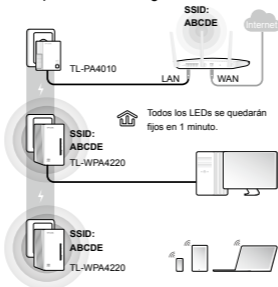 SSID:
ABCDE
Internet
TL-PA4010
LAN
WAN
Todos los LEDs se quedarán
fijos en 1 minuto.
SSID:
ABCDE
TL-WPA4220
SSID:
ABCDE
TL-WPA4220